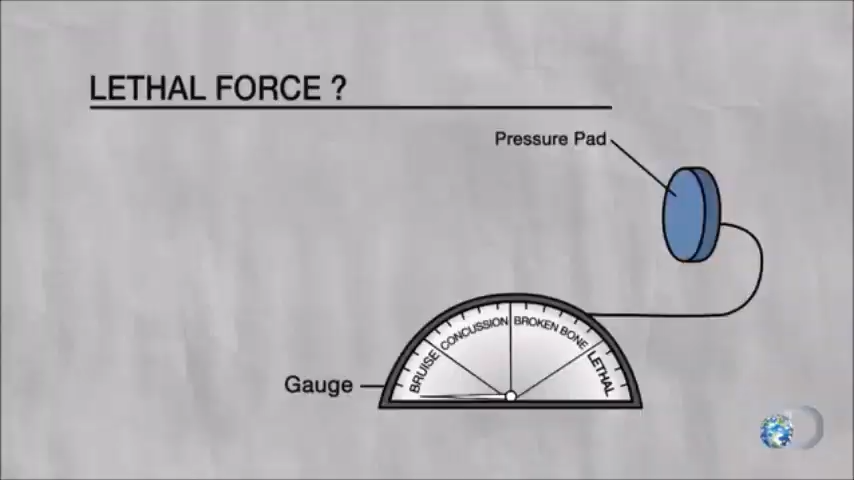 LETHAL FORCE ?
Pressure Pad
BRUISE
CONCUSSION
BROKEN BONE
LETHAL
Gauge